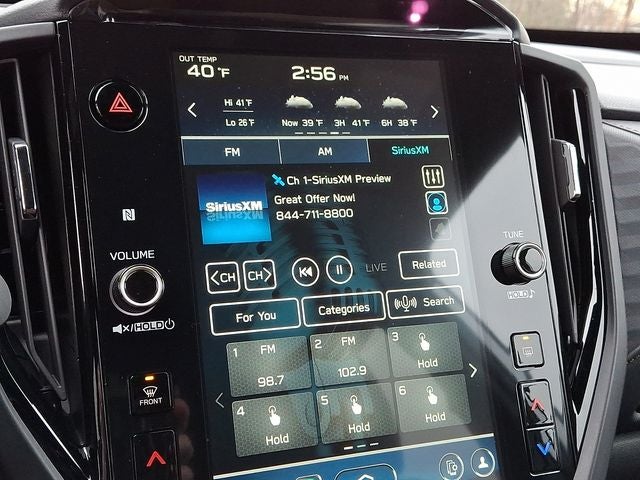 OUT TEMP
40 °F
2:56 PM
Hi 41°F
Lo 26°F
Now 39°F 3H 41°F 6H 38°F
FM AM SiriusXM
SiriusXM
Ch 1-SiriusXM Preview
Great Offer Now!
844-711-8800
<CH CH> LIVE Related
For You Categories Search
1 FM 98.7
2 FM 102.9
3 Hold
4 Hold
5 Hold
6 Hold
VOLUME
HOLD
FRONT
TUNE
HOLD